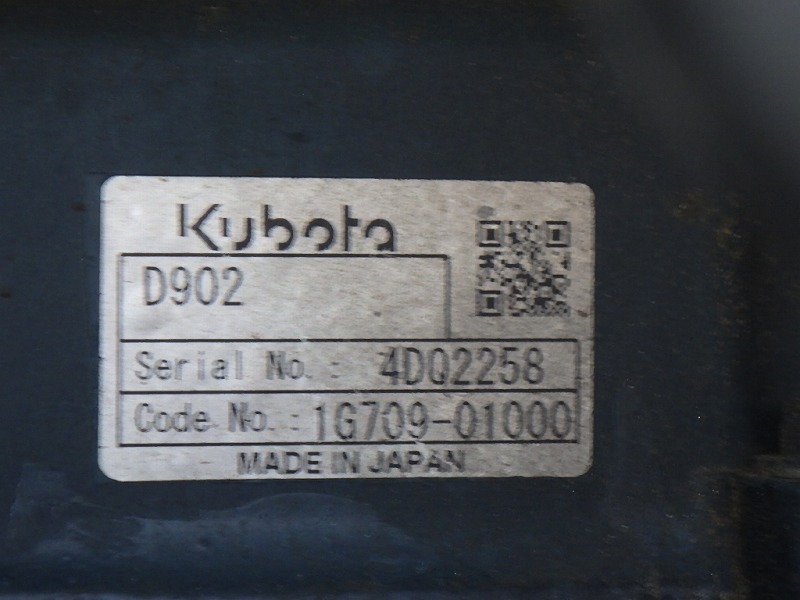 Kubota
D902
Serial No.: 4DQ2258
Code No.: 1G709-01000
MADE IN JAPAN